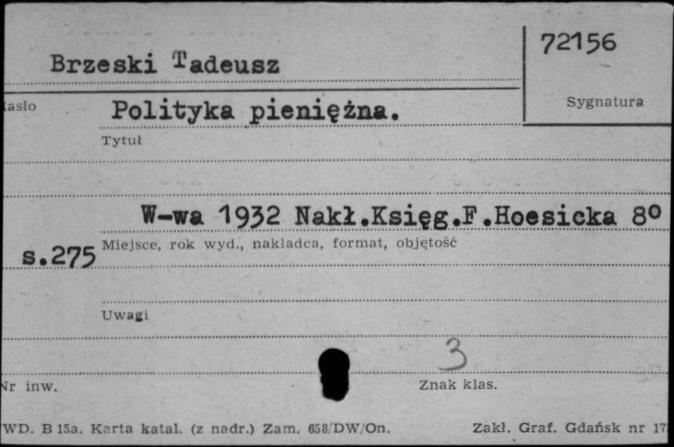 72156
Brzeski Tadeusz
Sygnatura
Polityka pieniężna.
Tytuł
W-wa 1932 Nakł.Księg.F.Hoesicka 8º
Miejsce, rok wyd., nakładca, format, objętość
s.275
Uwagi
3
Nr inw.
Znak klas.
WD. B 15a. Karta katal. (z nadr.) Zam. 658/DW/On.
Zakł. Graf. Gdańsk nr 17